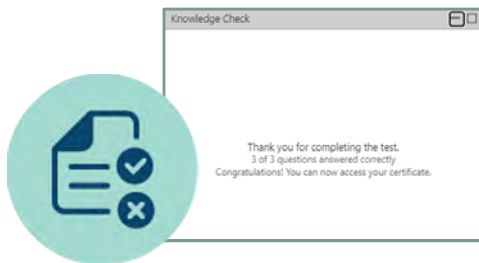 Knowledge Check
Thank you for completing the test.
3 of 3 questions answered correctly
Congratulations! You can now access your certificate.